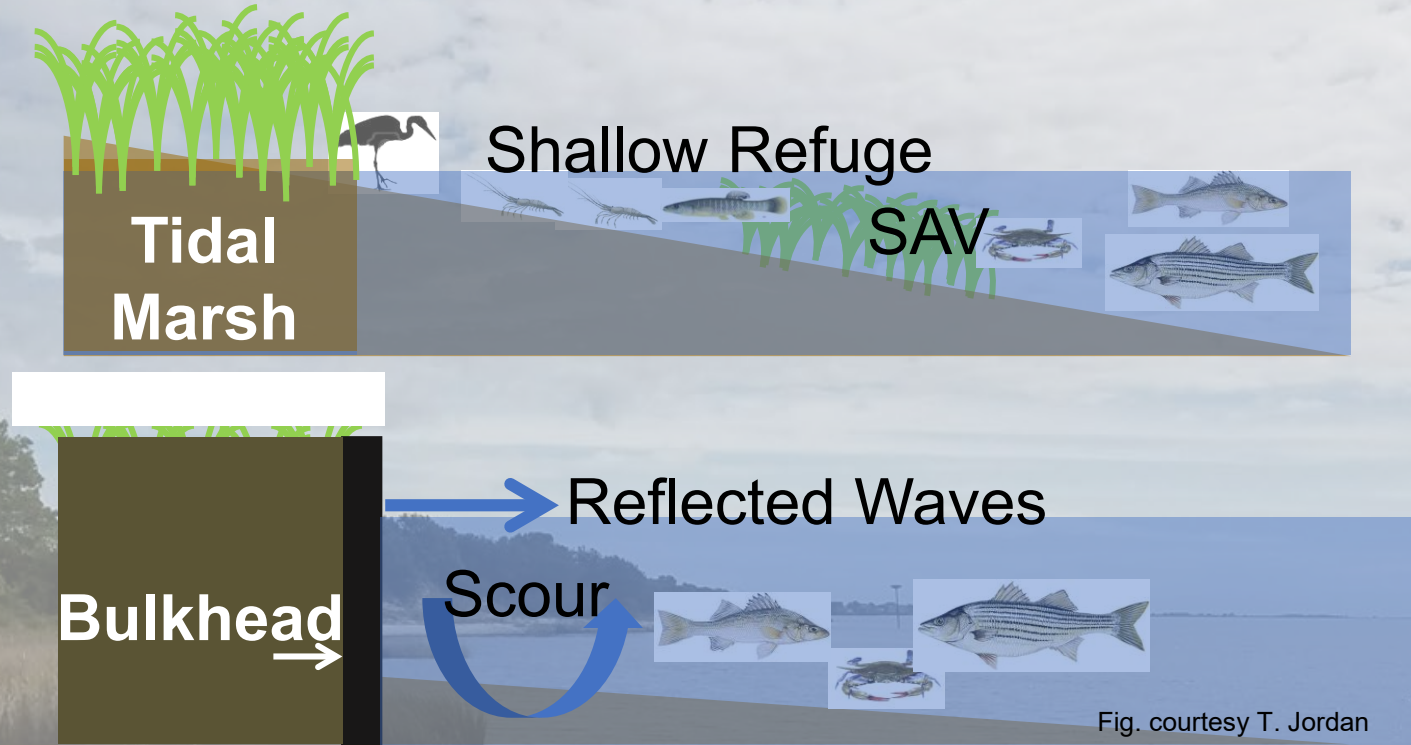 Shallow Refuge
SAV
Tidal
Marsh
Reflected Waves
Scour
Bulkhead
Fig. courtesy T. Jordan